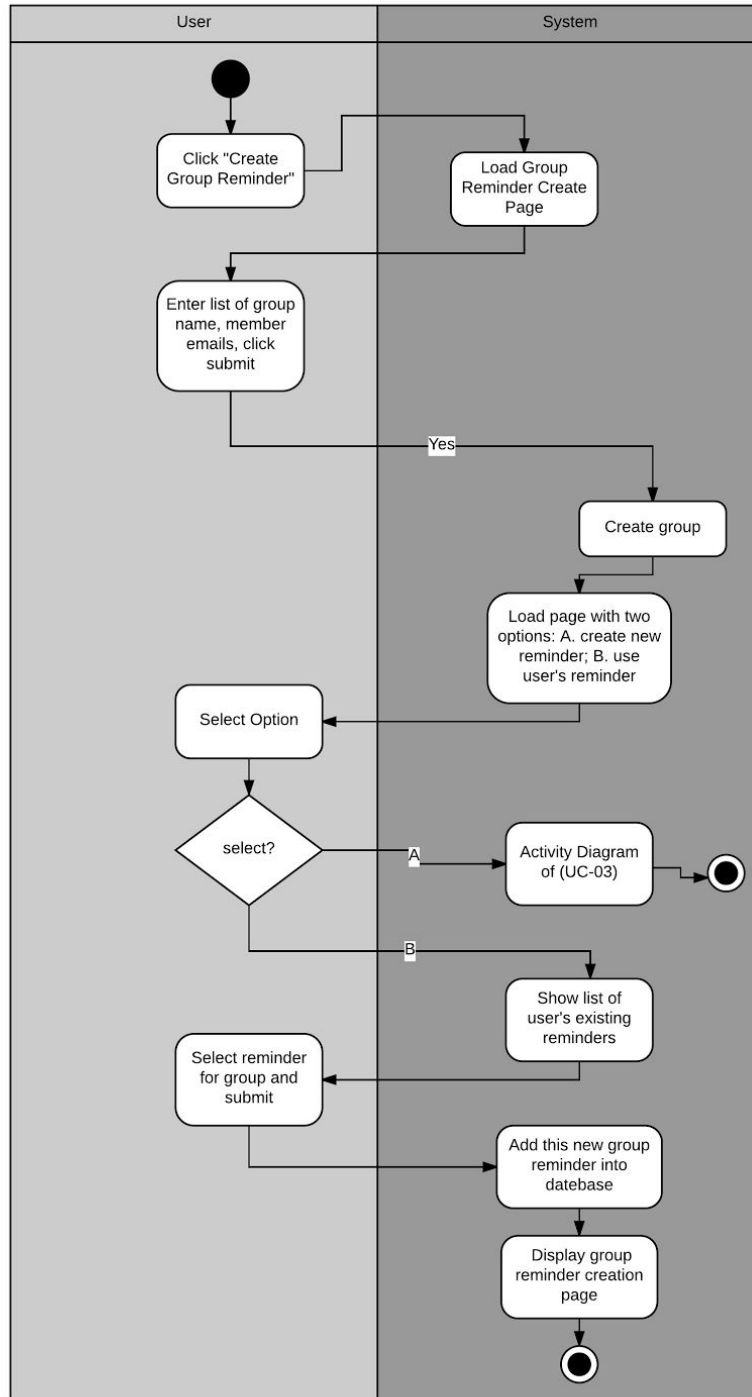 User
System
Click "Create
Group Reminder"
Load Group
Reminder Create
Page
Enter list of group
name, member
emails, click
submit
Yes
Create group
Load page with two
options: A. create new
reminder; B. use
user's reminder
Select Option
select?
A
Activity Diagram
of (UC-03)
B
Show list of
user's existing
reminders
Select reminder
for group and
submit
Add this new group
reminder into
datebase
Display group
reminder creation
page